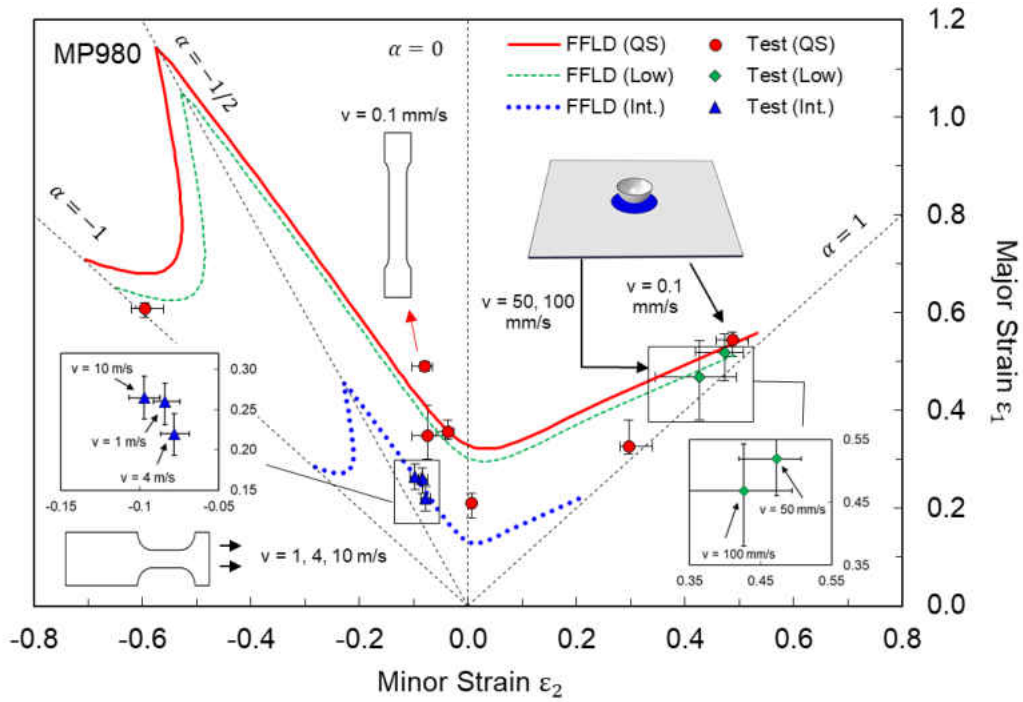 MP980
α = 0
FFLD (QS)
Test (QS)
FFLD (Low)
Test (Low)
FFLD (Int.)
Test (Int.)
α = −1/2
v = 0.1 mm/s
α = −1
α = 1
v = 50, 100
mm/s
v = 0.1
mm/s
v = 10 m/s
v = 1 m/s
v = 4 m/s
0.30
0.25
0.20
0.15
-0.1
-0.05
v = 1, 4, 10 m/s
v = 50 mm/s
v = 100 mm/s
0.55
0.45
0.35
0.35
0.45
0.55
1.2
1.0
0.8
0.6
0.4
0.2
0.0
Major Strain ε1
-0.8
-0.6
-0.4
-0.2
0.0
0.2
0.4
0.6
0.8
Minor Strain ε2